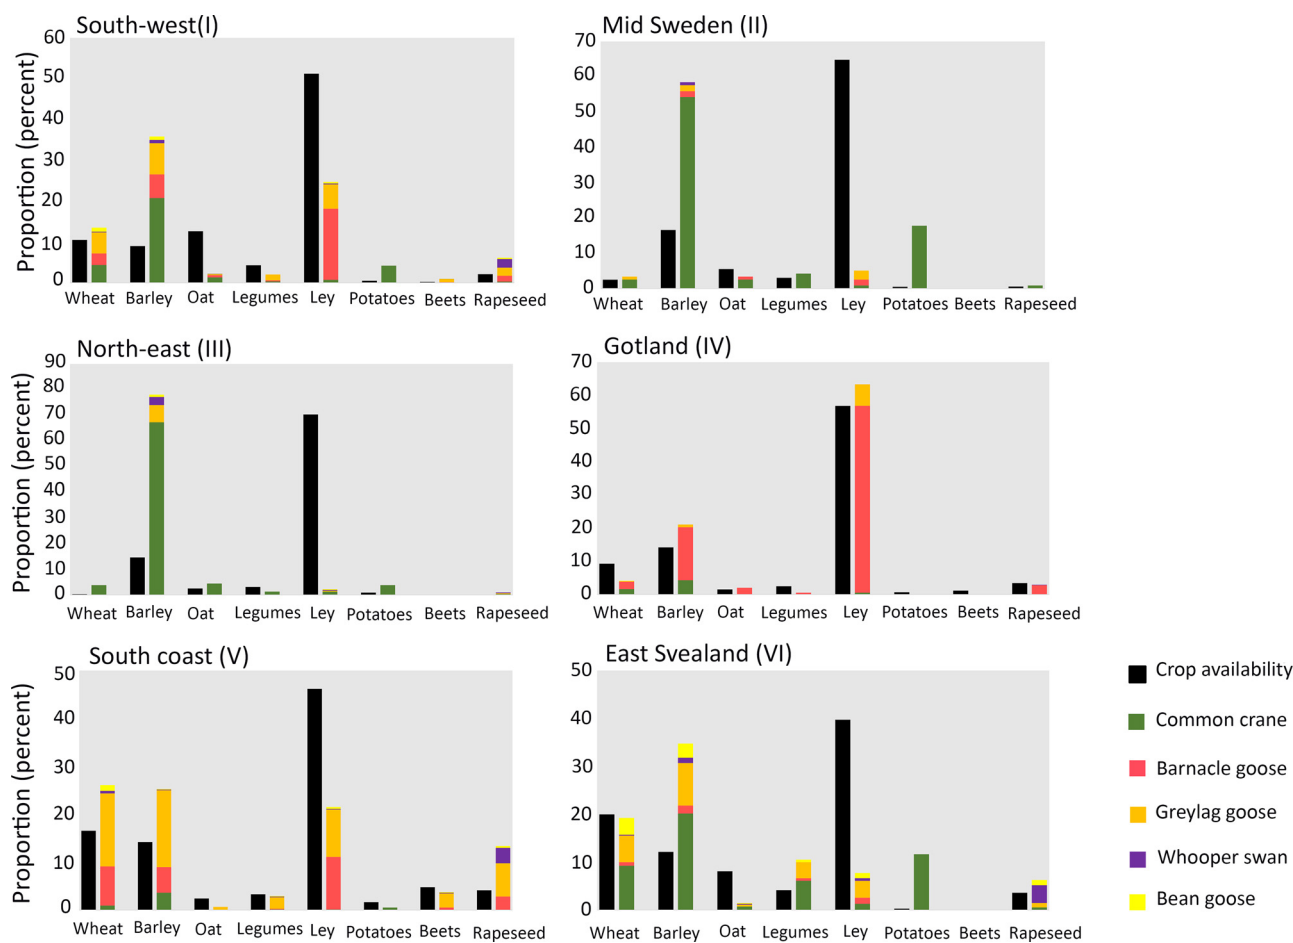 South-west(I)
Mid Sweden (II)
Proportion (percent)
60
50
40
30
20
10
0
Wheat Barley Oat Legumes Ley Potatoes Beets Rapeseed
70
60
50
40
30
20
10
0
Wheat Barley Oat Legumes Ley Potatoes Beets Rapeseed
North-east (III)
Gotland (IV)
Proportion (percent)
90
80
70
60
50
40
30
20
10
0
Wheat Barley Oat Legumes Ley Potatoes Beets Rapeseed
70
60
50
40
30
20
10
0
Wheat Barley Oat Legumes Ley Potatoes Beets Rapeseed
South coast (V)
East Svealand (VI)
Proportion (percent)
50
40
30
20
10
0
Wheat Barley Oat Legumes Ley Potatoes Beets Rapeseed
50
40
30
20
10
0
Wheat Barley Oat Legumes Ley Potatoes Beets Rapeseed
Crop availability
Common crane
Barnacle goose
Greylag goose
Whooper swan
Bean goose